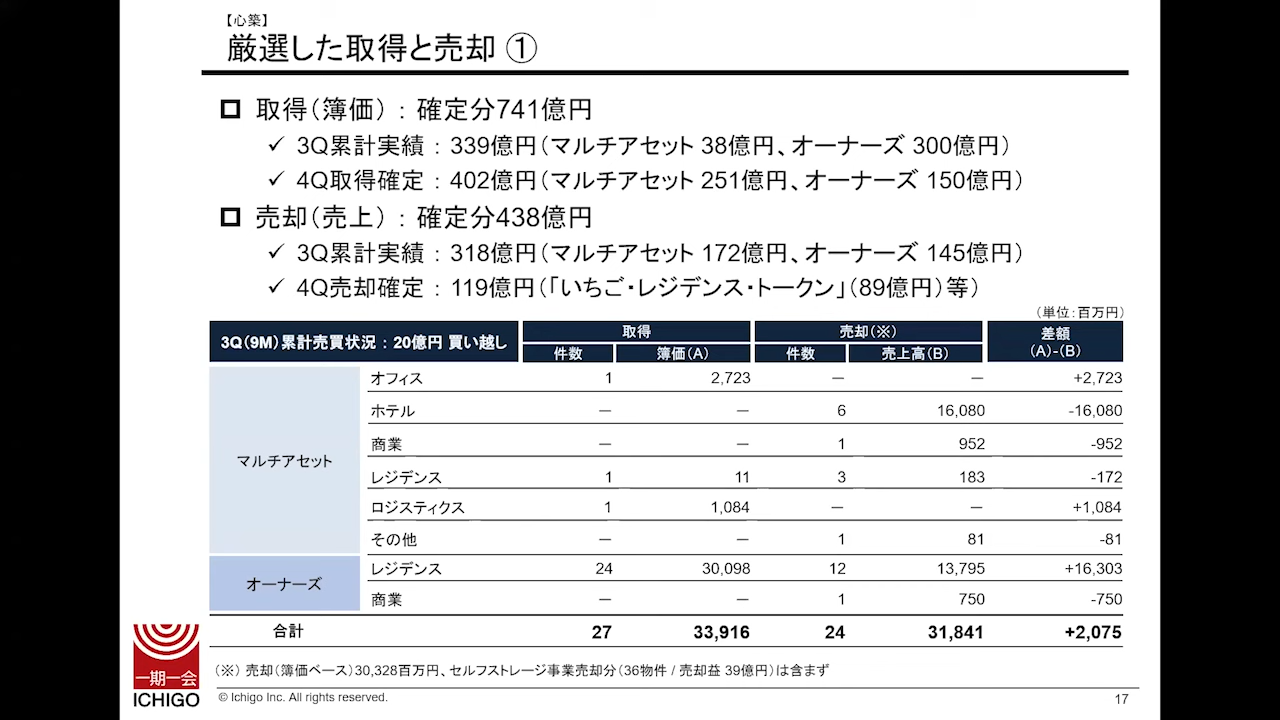 【心築】
厳選した取得と売却 ①
取得（簿価）：確定分741億円
✓ 3Q累計実績：339億円（マルチアセット 38億円、オーナーズ 300億円）
✓ 4Q取得確定：402億円（マルチアセット 251億円、オーナーズ 150億円）
売却（売上）：確定分438億円
✓ 3Q累計実績：318億円（マルチアセット 172億円、オーナーズ 145億円）
✓ 4Q売却確定：119億円（「いちご・レジデンス・トークン」（89億円）等）
（単位：百万円）
3Q（9M）累計売買状況：20億円 買い越し 取得 売却（※） 差額
件数 簿価（A） 件数 売上高（B） （A）-（B）
オフィス 1 2,723 － － +2,723
ホテル － － 6 16,080 -16,080
商業 － － 1 952 -952
マルチアセット
レジデンス 1 11 3 183 -172
ロジスティクス 1 1,084 － － +1,084
その他 － － 1 81 -81
オーナーズ
レジデンス 24 30,098 12 13,795 +16,303
商業 － － 1 750 -750
合計 27 33,916 24 31,841 +2,075
（※）売却（簿価ベース）30,328百万円、セルフストレージ事業売却分（36物件 / 売却益 39億円）は含まず
一期一会
ICHIGO
© Ichigo Inc. All rights reserved.
17